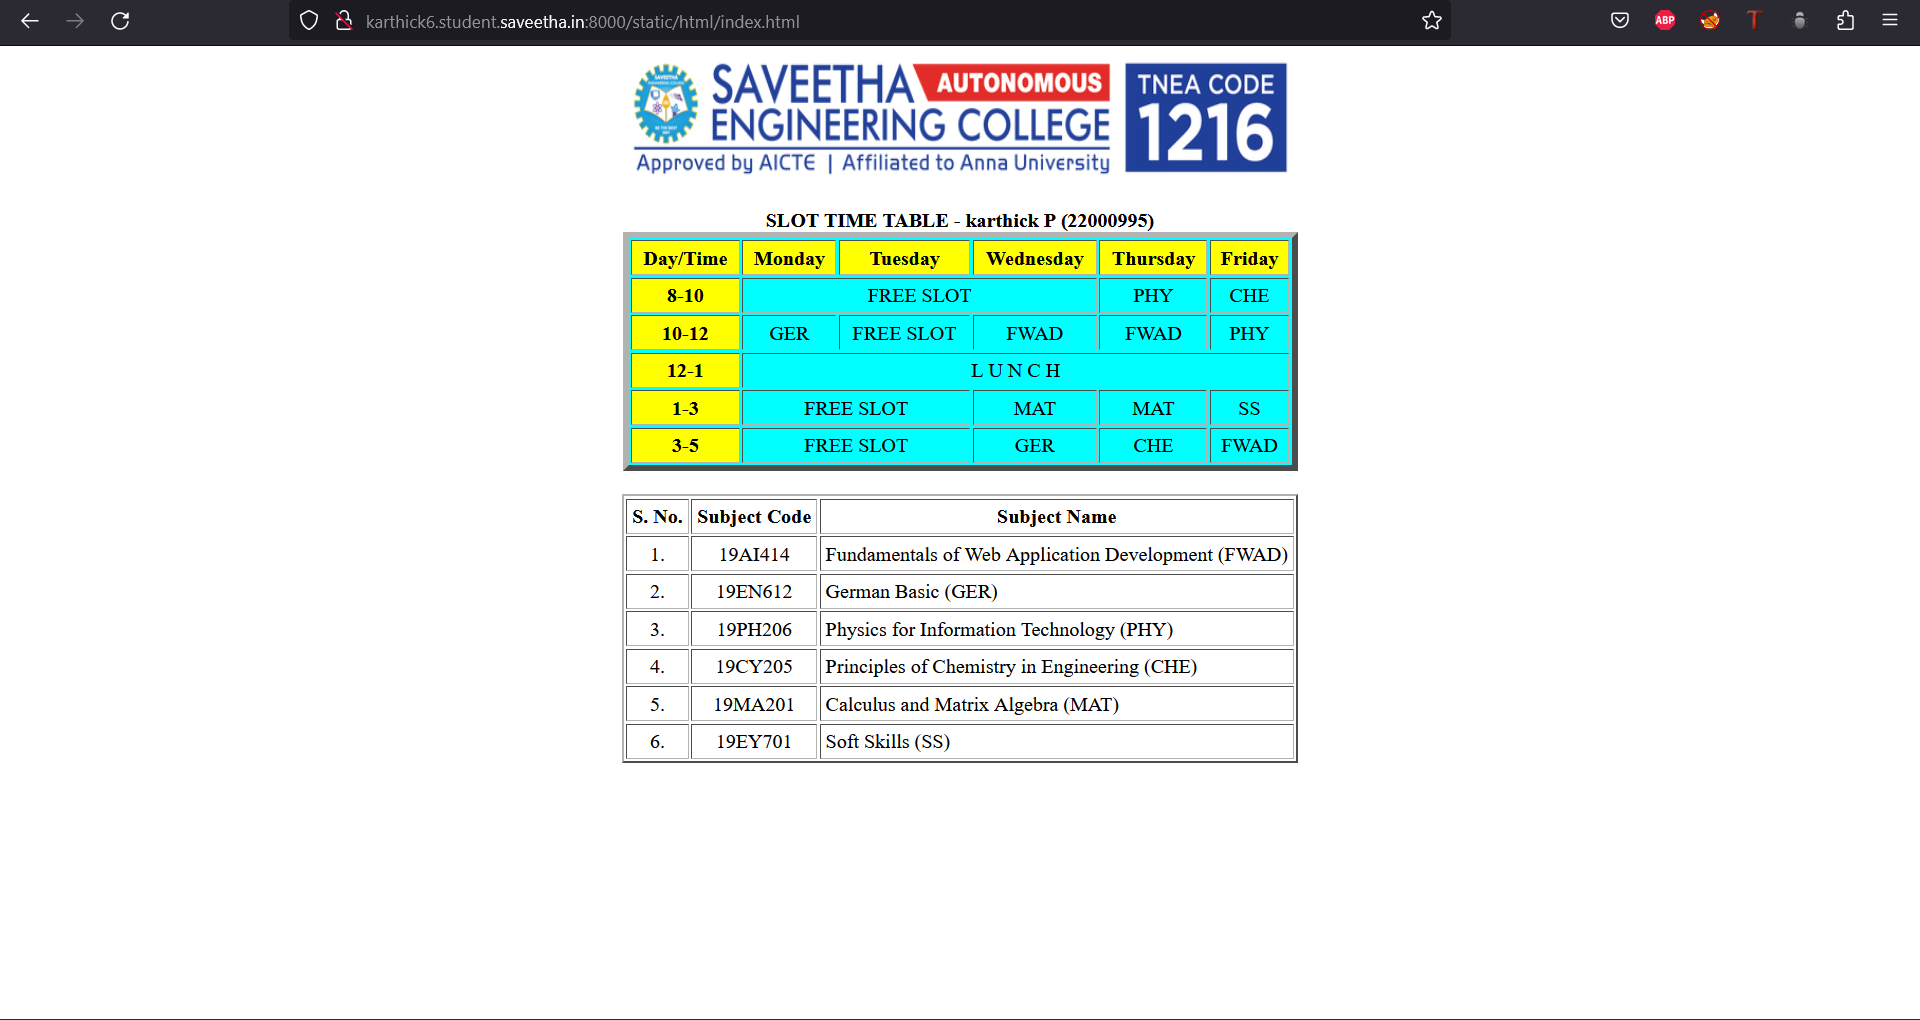 karthick6.student.saveetha.in:8000/static/html/index.html
ABP
SAVEETHA AUTONOMOUS
ENGINEERING COLLEGE
Approved by AICTE | Affiliated to Anna University
TNEA CODE
1216
SLOT TIME TABLE - karthick P (22000995)
Day/Time Monday Tuesday Wednesday Thursday Friday
8-10 FREE SLOT PHY CHE
10-12 GER FREE SLOT FWAD FWAD PHY
12-1 L U N C H
1-3 FREE SLOT MAT MAT SS
3-5 FREE SLOT GER CHE FWAD
S. No. Subject Code Subject Name
1. 19AI414 Fundamentals of Web Application Development (FWAD)
2. 19EN612 German Basic (GER)
3. 19PH206 Physics for Information Technology (PHY)
4. 19CY205 Principles of Chemistry in Engineering (CHE)
5. 19MA201 Calculus and Matrix Algebra (MAT)
6. 19EY701 Soft Skills (SS)